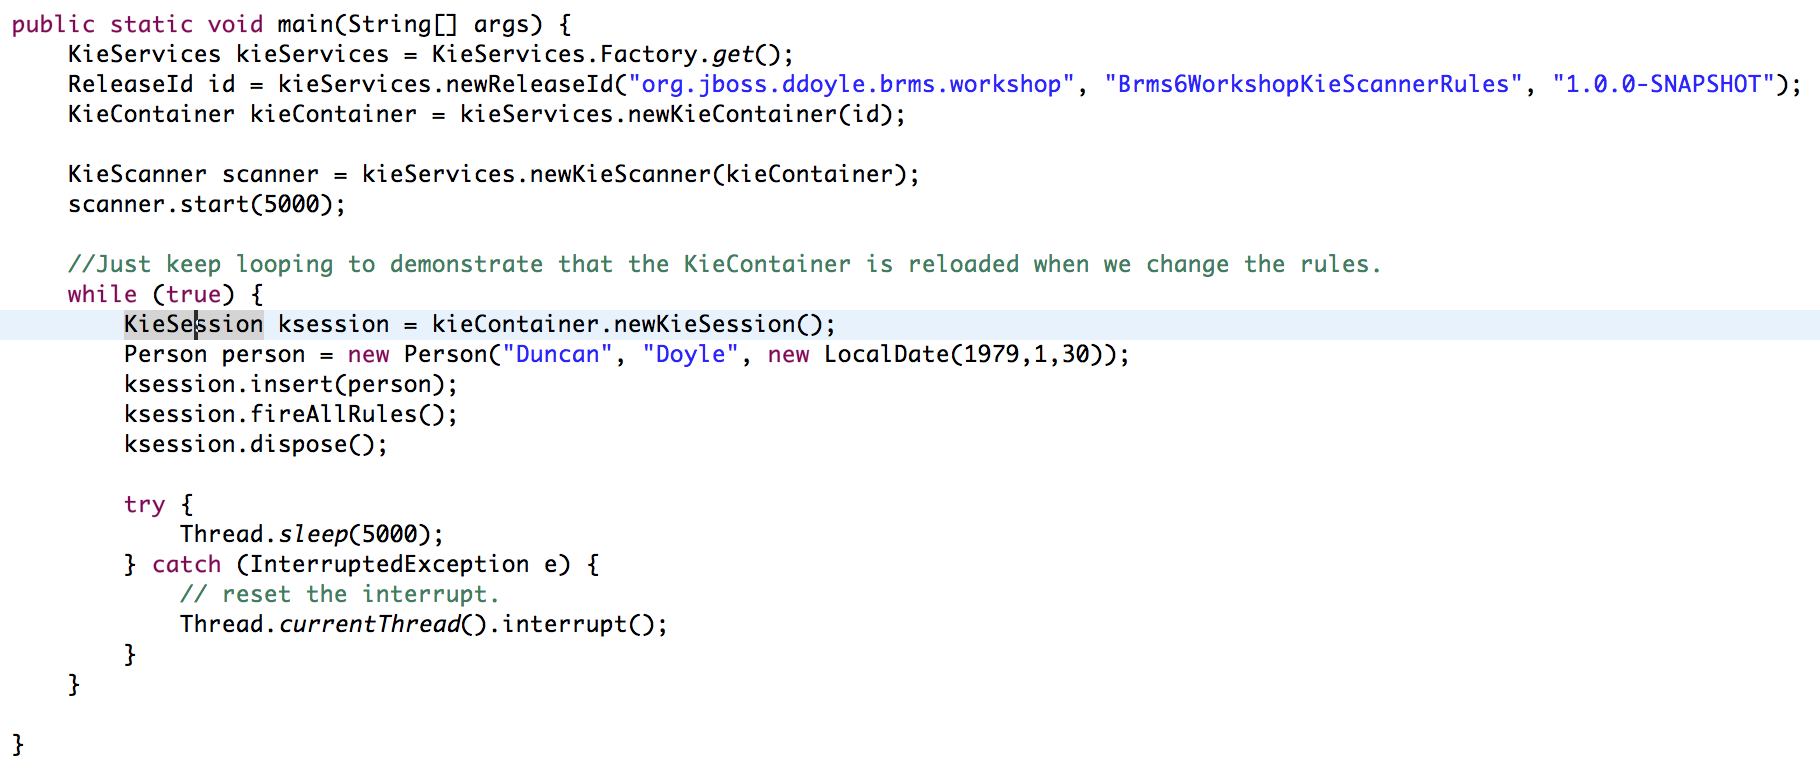 public static void main(String[] args) {
KieServices kieServices = KieServices.Factory.get();
ReleaseId id = kieServices.newReleaseId("org.jboss.ddoyle.brms.workshop", "Brms6WorkshopKieScannerRules", "1.0.0-SNAPSHOT");
KieContainer kieContainer = kieServices.newKieContainer(id);
KieScanner scanner = kieServices.newKieScanner(kieContainer);
scanner.start(5000);
//Just keep looping to demonstrate that the KieContainer is reloaded when we change the rules.
while (true) {
KieSession ksession = kieContainer.newKieSession();
Person person = new Person("Duncan", "Doyle", new LocalDate(1979,1,30));
ksession.insert(person);
ksession.fireAllRules();
ksession.dispose();
try {
Thread.sleep(5000);
} catch (InterruptedException e) {
// reset the interrupt.
Thread.currentThread().interrupt();
}
}
}